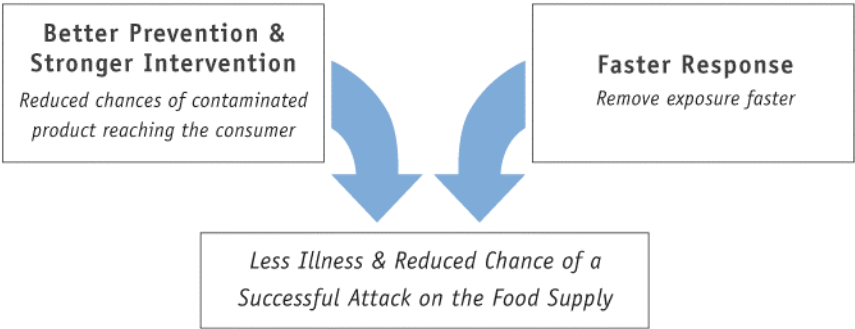 Better Prevention &
Stronger Intervention
Reduced chances of contaminated
product reaching the consumer
Faster Response
Remove exposure faster
Less Illness & Reduced Chance of a
Successful Attack on the Food Supply